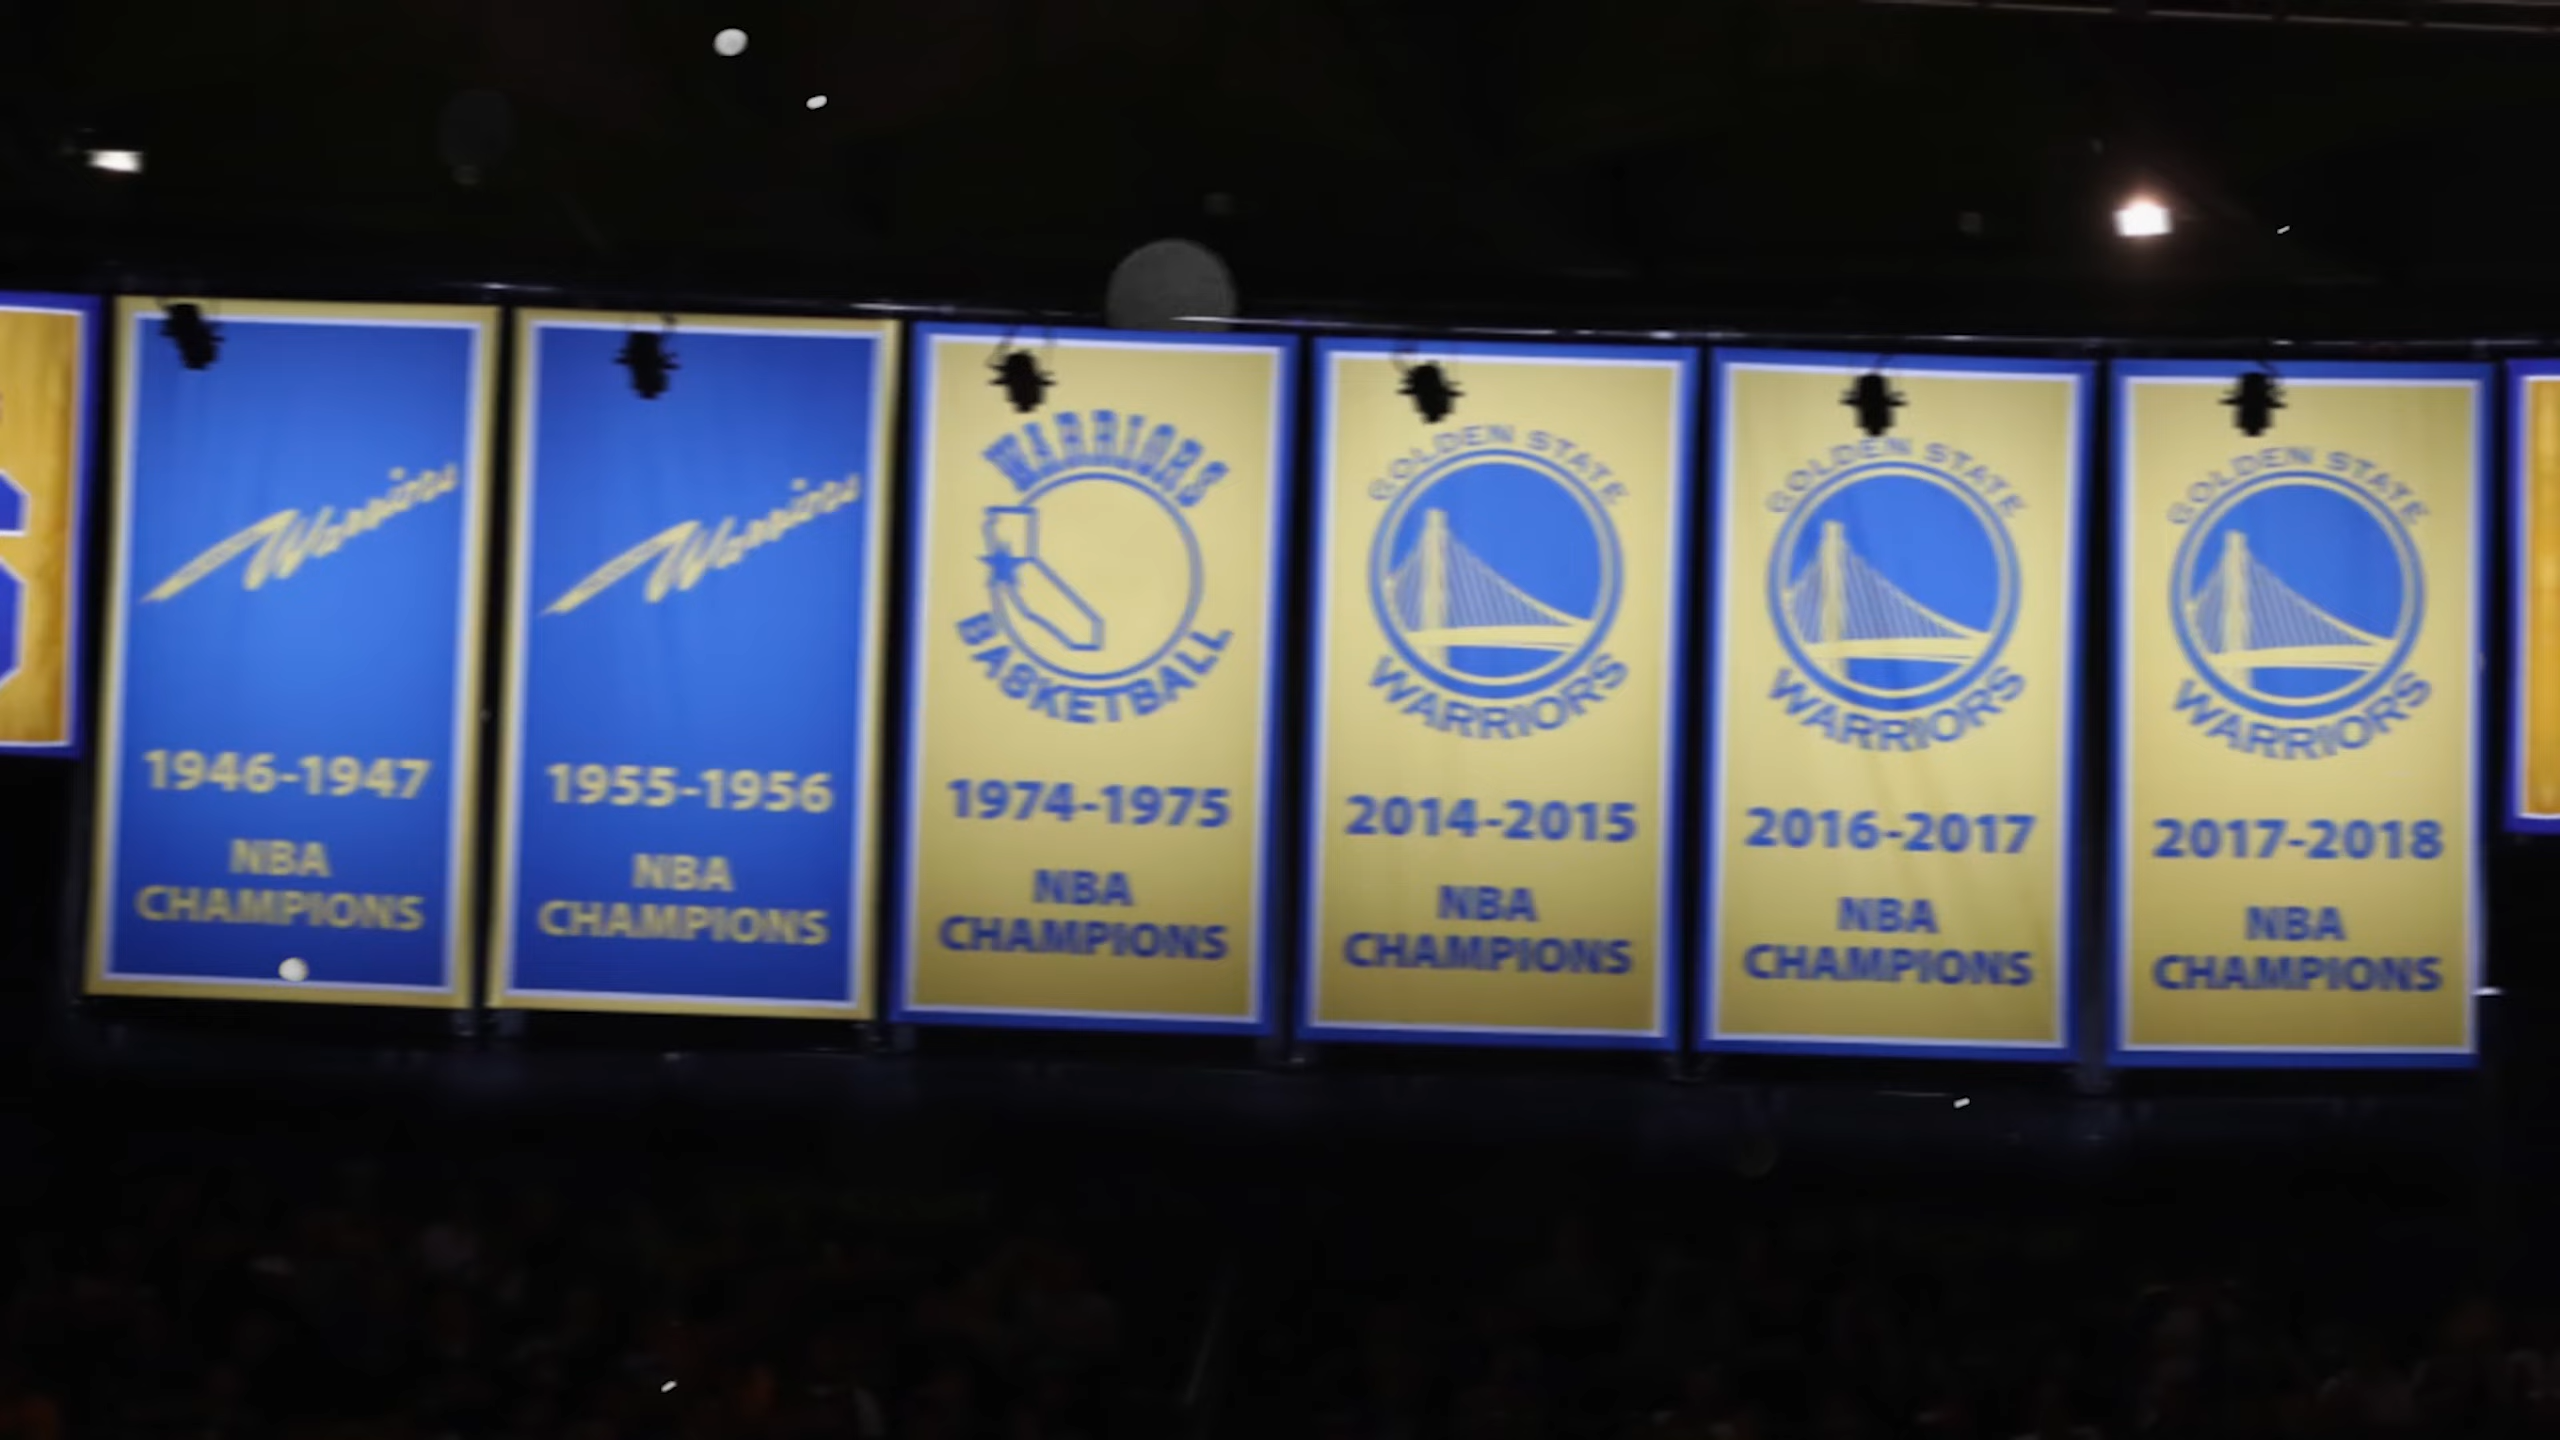 Warriors
1946-1947
NBA
CHAMPIONS
Warriors
1955-1956
NBA
CHAMPIONS
WARRIORS
BASKETBALL
1974-1975
NBA
CHAMPIONS
GOLDEN STATE
WARRIORS
2014-2015
NBA
CHAMPIONS
GOLDEN STATE
WARRIORS
2016-2017
NBA
CHAMPIONS
GOLDEN STATE
WARRIORS
2017-2018
NBA
CHAMPIONS